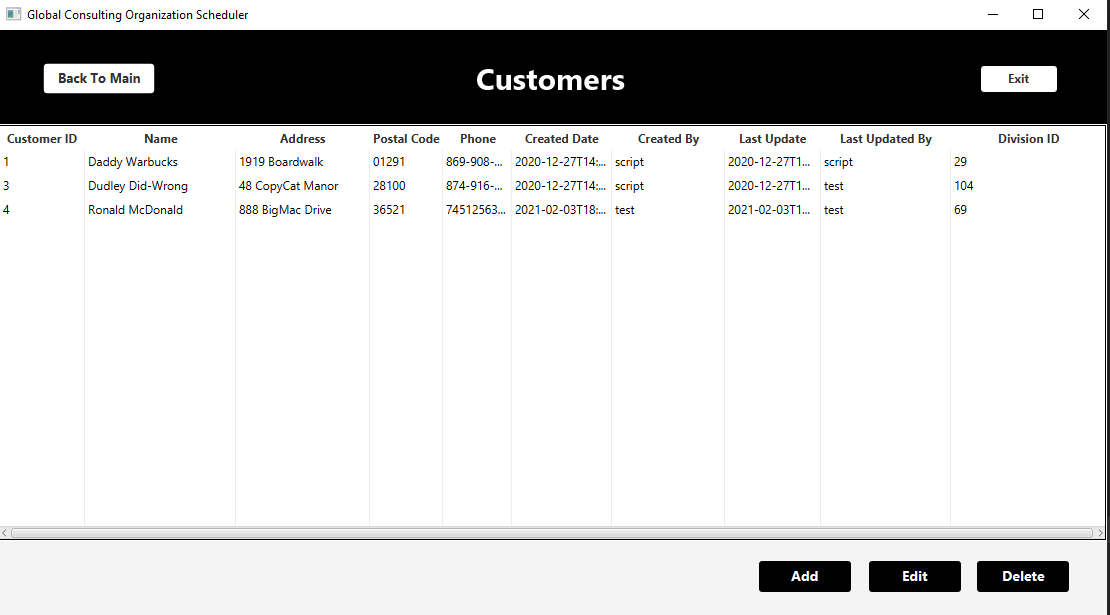 Global Consulting Organization Scheduler
Back To Main Customers Exit
Customer ID Name Address Postal Code Phone Created Date Created By Last Update Last Updated By Division ID
1 Daddy Warbucks 1919 Boardwalk 01291 869-908-... 2020-12-27T14:... script 2020-12-27T1... script 29
3 Dudley Did-Wrong 48 CopyCat Manor 28100 874-916-... 2020-12-27T14:... script 2020-12-27T1... test 104
4 Ronald McDonald 888 BigMac Drive 36521 74512563... 2021-02-03T18:... test 2021-02-03T1... test 69
Add Edit Delete